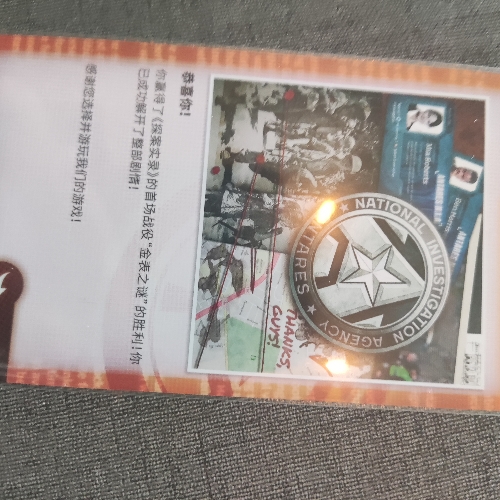 NATIONAL INVESTIGATION AGENCY
ANTARES
THANKS,
GUYS!
恭喜你!
你赢得了《探案实录》的首场战役“金表之谜”的胜利!你
已成功解开了整部剧情!
感谢您选择并游玩我们的游戏!